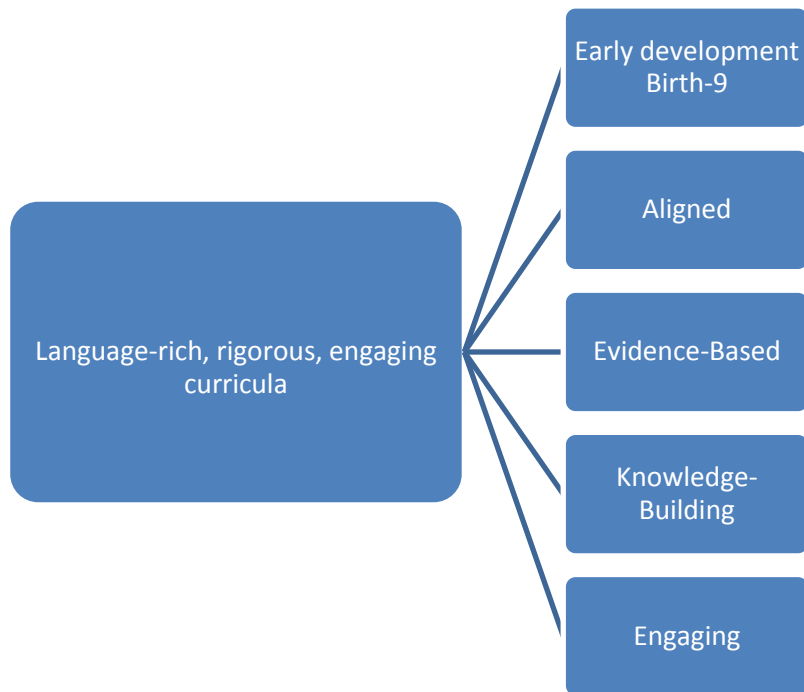 Early development
Birth-9
Aligned
Language-rich, rigorous, engaging
curricula
Evidence-Based
Knowledge-
Building
Engaging